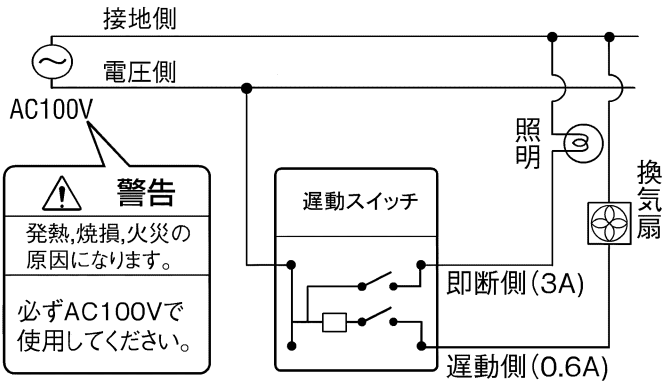 接地側
電圧側
AC100V
警告
発熱,焼損,火災の
原因になります。
必ずAC100Vで
使用してください。
遅動スイッチ
照明
換気扇
即断側(3A)
遅動側(0.6A)